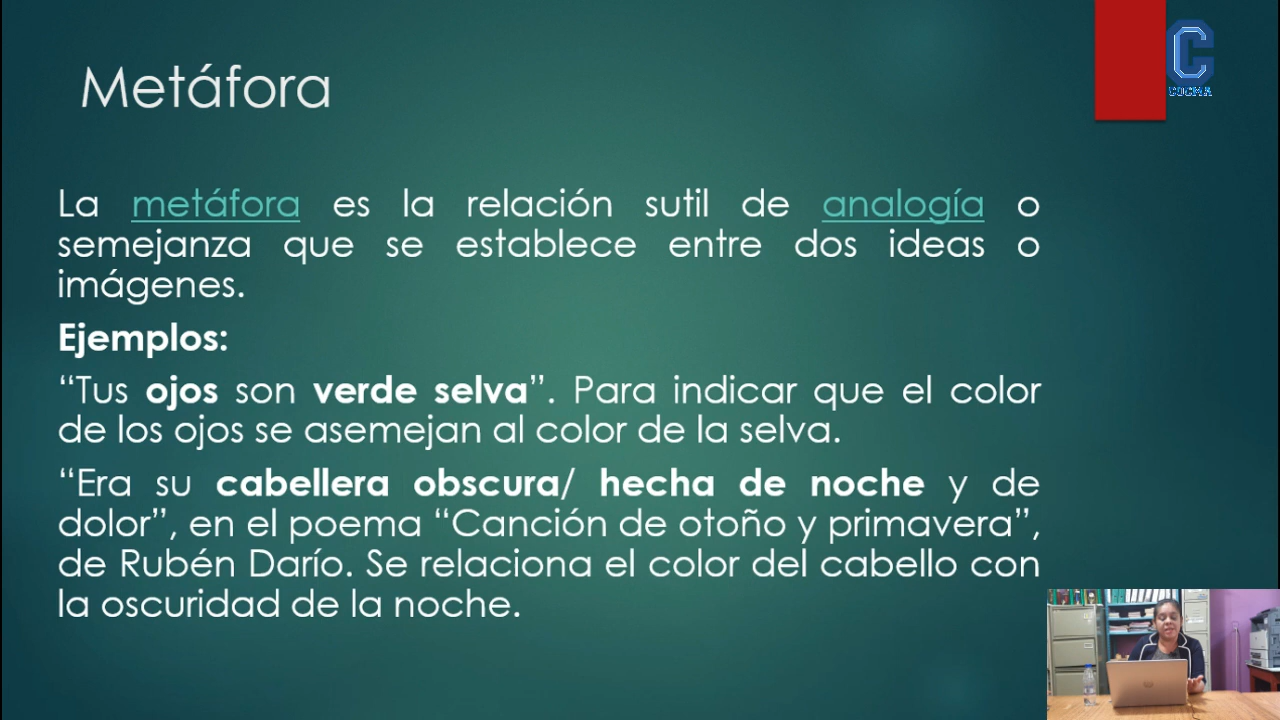 Metáfora
COCMA
La metáfora es la relación sutil de analogía o
semejanza que se establece entre dos ideas o
imágenes.
Ejemplos:
“Tus ojos son verde selva”. Para indicar que el color
de los ojos se asemejan al color de la selva.
“Era su cabellera obscura/ hecha de noche y de
dolor”, en el poema “Canción de otoño y primavera”,
de Rubén Darío. Se relaciona el color del cabello con
la oscuridad de la noche.